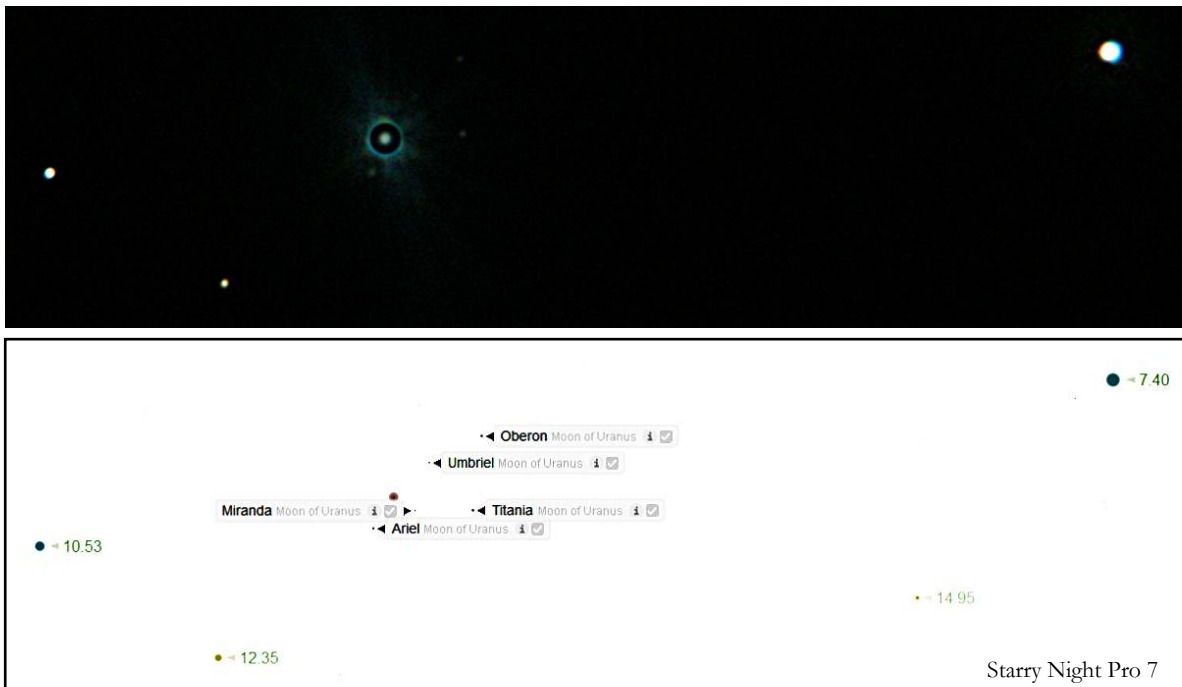 7.40
Oberon Moon of Uranus i
Umbriel Moon of Uranus i
Miranda Moon of Uranus i
Titania Moon of Uranus i
Ariel Moon of Uranus i
10.53
14.95
12.35
Starry Night Pro 7